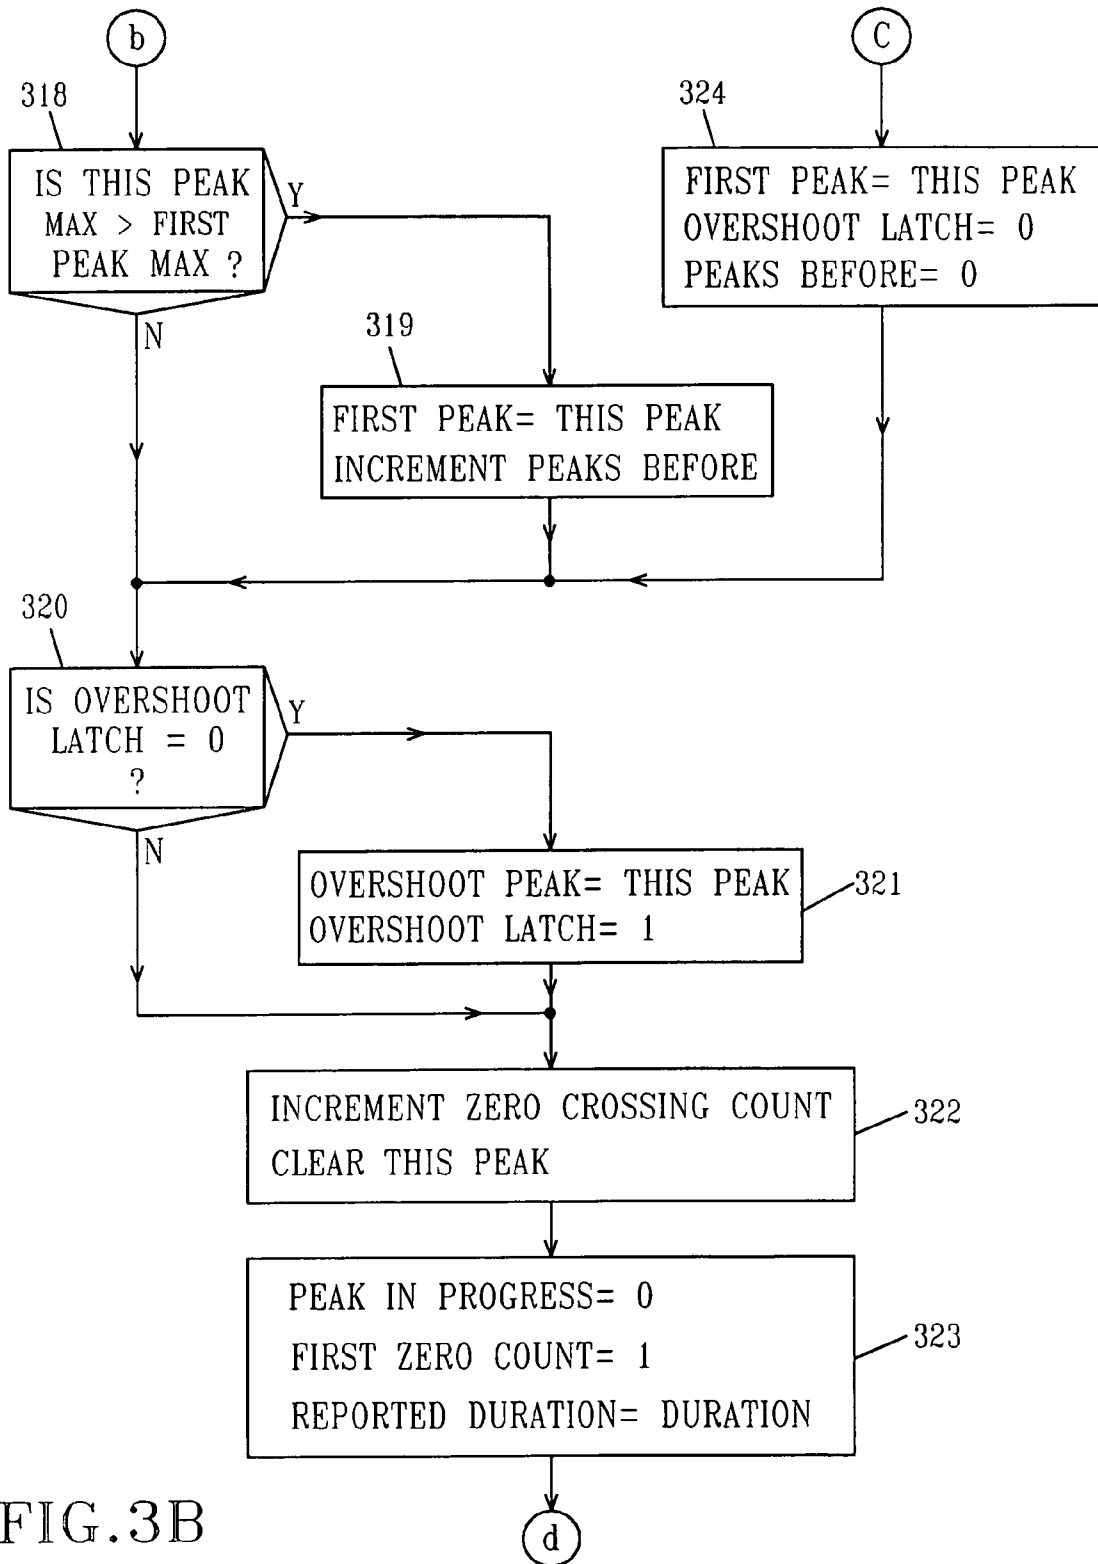 b
C
318
IS THIS PEAK
MAX > FIRST
PEAK MAX ?
Y
N
324
FIRST PEAK= THIS PEAK
OVERSHOOT LATCH= 0
PEAKS BEFORE= 0
319
FIRST PEAK= THIS PEAK
INCREMENT PEAKS BEFORE
320
IS OVERSHOOT
LATCH = 0
?
Y
N
OVERSHOOT PEAK= THIS PEAK
OVERSHOOT LATCH= 1
321
INCREMENT ZERO CROSSING COUNT
CLEAR THIS PEAK
322
PEAK IN PROGRESS= 0
FIRST ZERO COUNT= 1
REPORTED DURATION= DURATION
323
d
FIG.3B